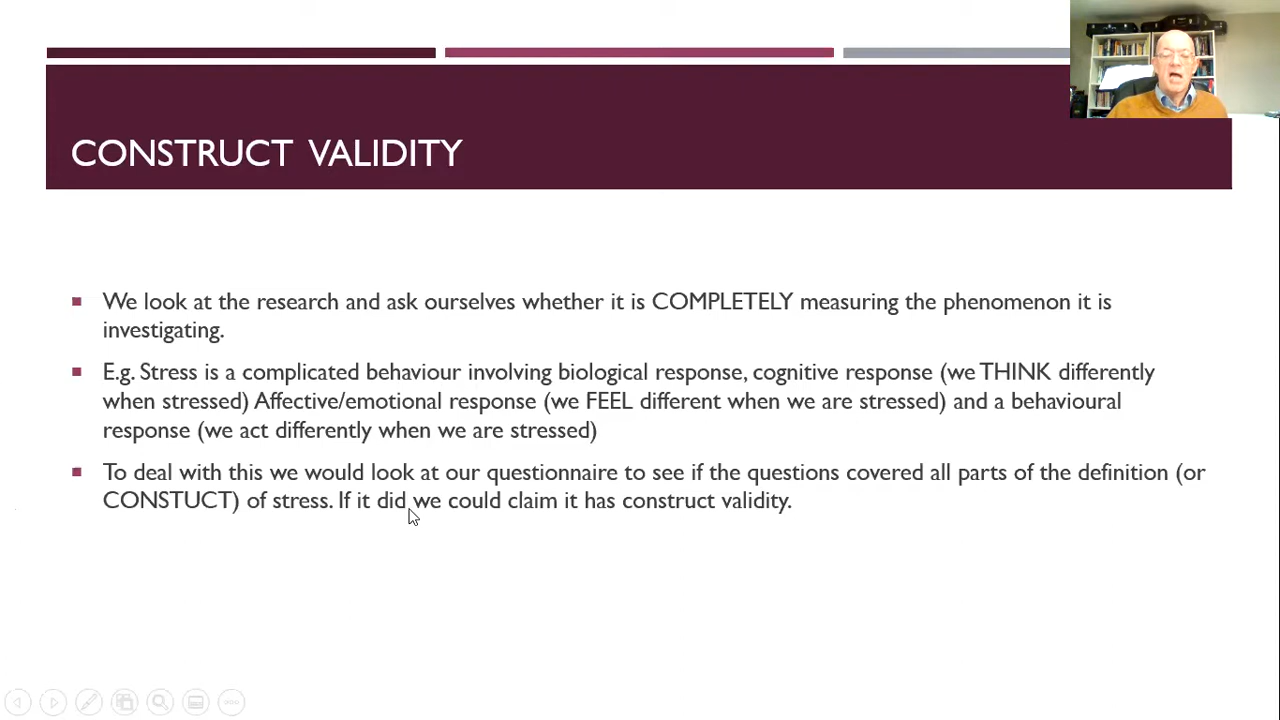 CONSTRUCT VALIDITY
We look at the research and ask ourselves whether it is COMPLETELY measuring the phenomenon it is
investigating.
E.g. Stress is a complicated behaviour involving biological response, cognitive response (we THINK differently
when stressed) Affective/emotional response (we FEEL different when we are stressed) and a behavioural
response (we act differently when we are stressed)
To deal with this we would look at our questionnaire to see if the questions covered all parts of the definition (or
CONSTUCT) of stress. If it did we could claim it has construct validity.